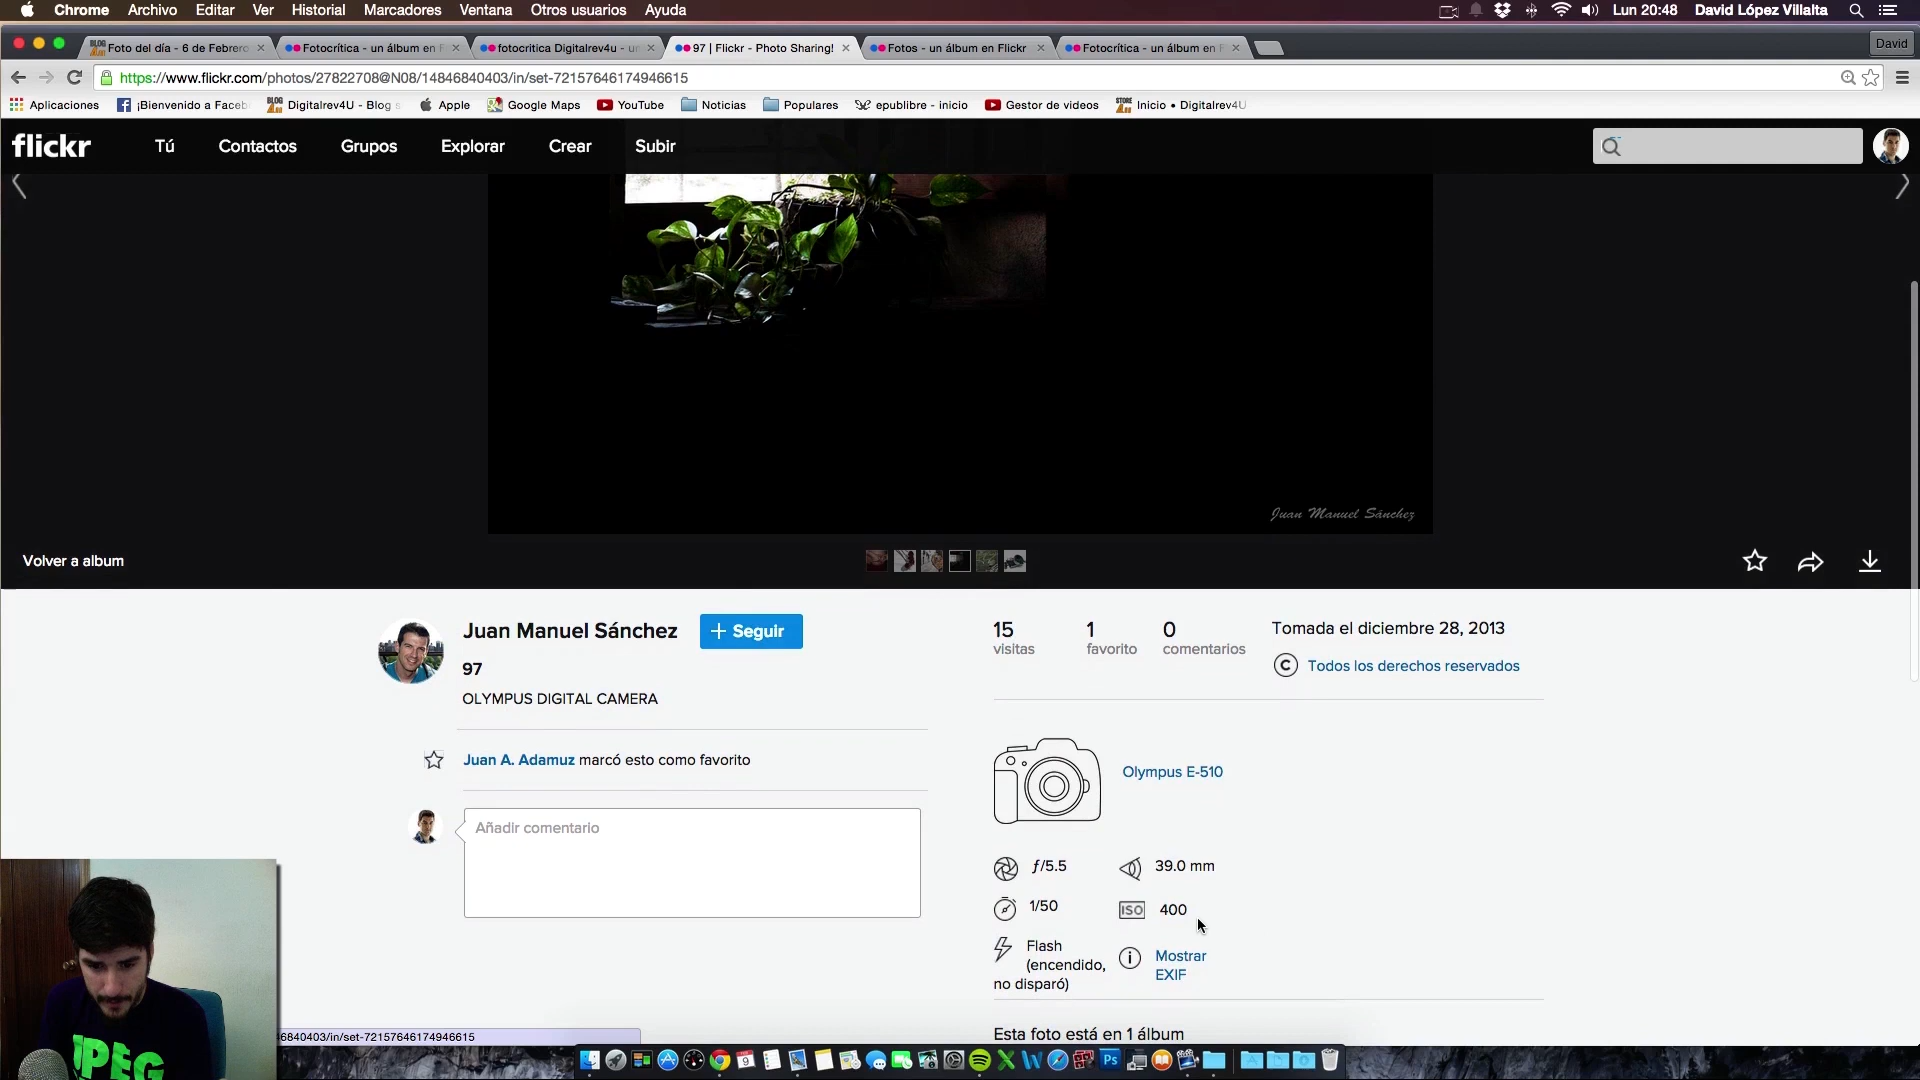 Chrome Archivo Editar Ver Historial Marcadores Ventana Otros usuarios Ayuda Lun 20:48 David López Villalta
Foto del día - 6 de Febrero Fotocrítica - un álbum en F fotocritica Digitalrev4u - un 97 | Flickr - Photo Sharing! Fotos - un álbum en Flickr Fotocrítica - un álbum en F David
https://www.flickr.com/photos/27822708@N08/14846840403/in/set-72157646174946615
Aplicaciones ¡Bienvenido a Faceb Digitalrev4U - Blog s Apple Google Maps YouTube Noticias Populares epublibre - inicio Gestor de videos Inicio • Digitalrev4U
flickr Tú Contactos Grupos Explorar Crear Subir
Juan Manuel Sánchez
Volver a album
Juan Manuel Sánchez + Seguir
97
OLYMPUS DIGITAL CAMERA
Juan A. Adamuz marcó esto como favorito
Añadir comentario
15 1 0
visitas favorito comentarios
Tomada el diciembre 28, 2013
Todos los derechos reservados
Olympus E-510
ƒ/5.5 39.0 mm
1/50 ISO 400
Flash
(encendido,
no disparó)
Mostrar
EXIF
Esta foto está en 1 álbum
46840403/in/set-72157646174946615
JPEG